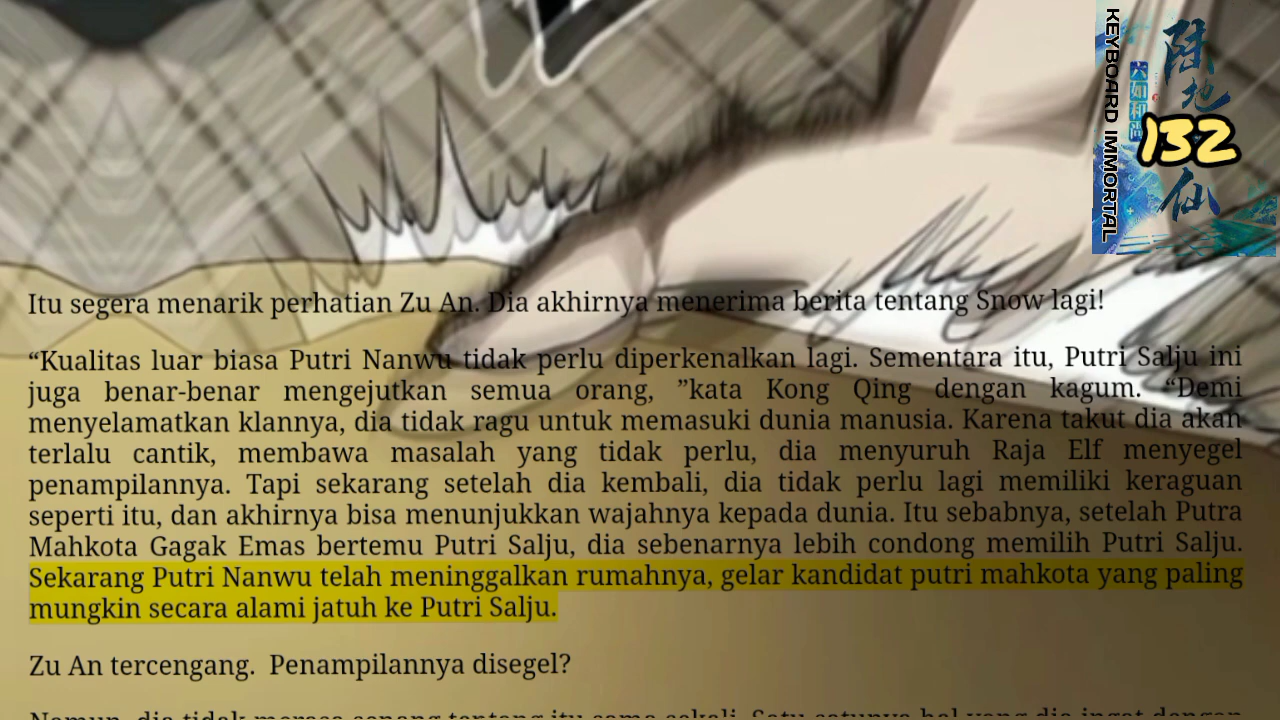 KEYBOARD IMMORTAL
132
Itu segera menarik perhatian Zu An. Dia akhirnya menerima berita tentang Snow lagi!
“Kualitas luar biasa Putri Nanwu tidak perlu diperkenalkan lagi. Sementara itu, Putri Salju ini
juga benar-benar mengejutkan semua orang, ”kata Kong Qing dengan kagum. “Demi
menyelamatkan klannya, dia tidak ragu untuk memasuki dunia manusia. Karena takut dia akan
terlalu cantik, membawa masalah yang tidak perlu, dia menyuruh Raja Elf menyegel
penampilannya. Tapi sekarang setelah dia kembali, dia tidak perlu lagi memiliki keraguan
seperti itu, dan akhirnya bisa menunjukkan wajahnya kepada dunia. Itu sebabnya, setelah Putra
Mahkota Gagak Emas bertemu Putri Salju, dia sebenarnya lebih condong memilih Putri Salju.
Sekarang Putri Nanwu telah meninggalkan rumahnya, gelar kandidat putri mahkota yang paling
mungkin secara alami jatuh ke Putri Salju.
Zu An tercengang. Penampilannya disegel?